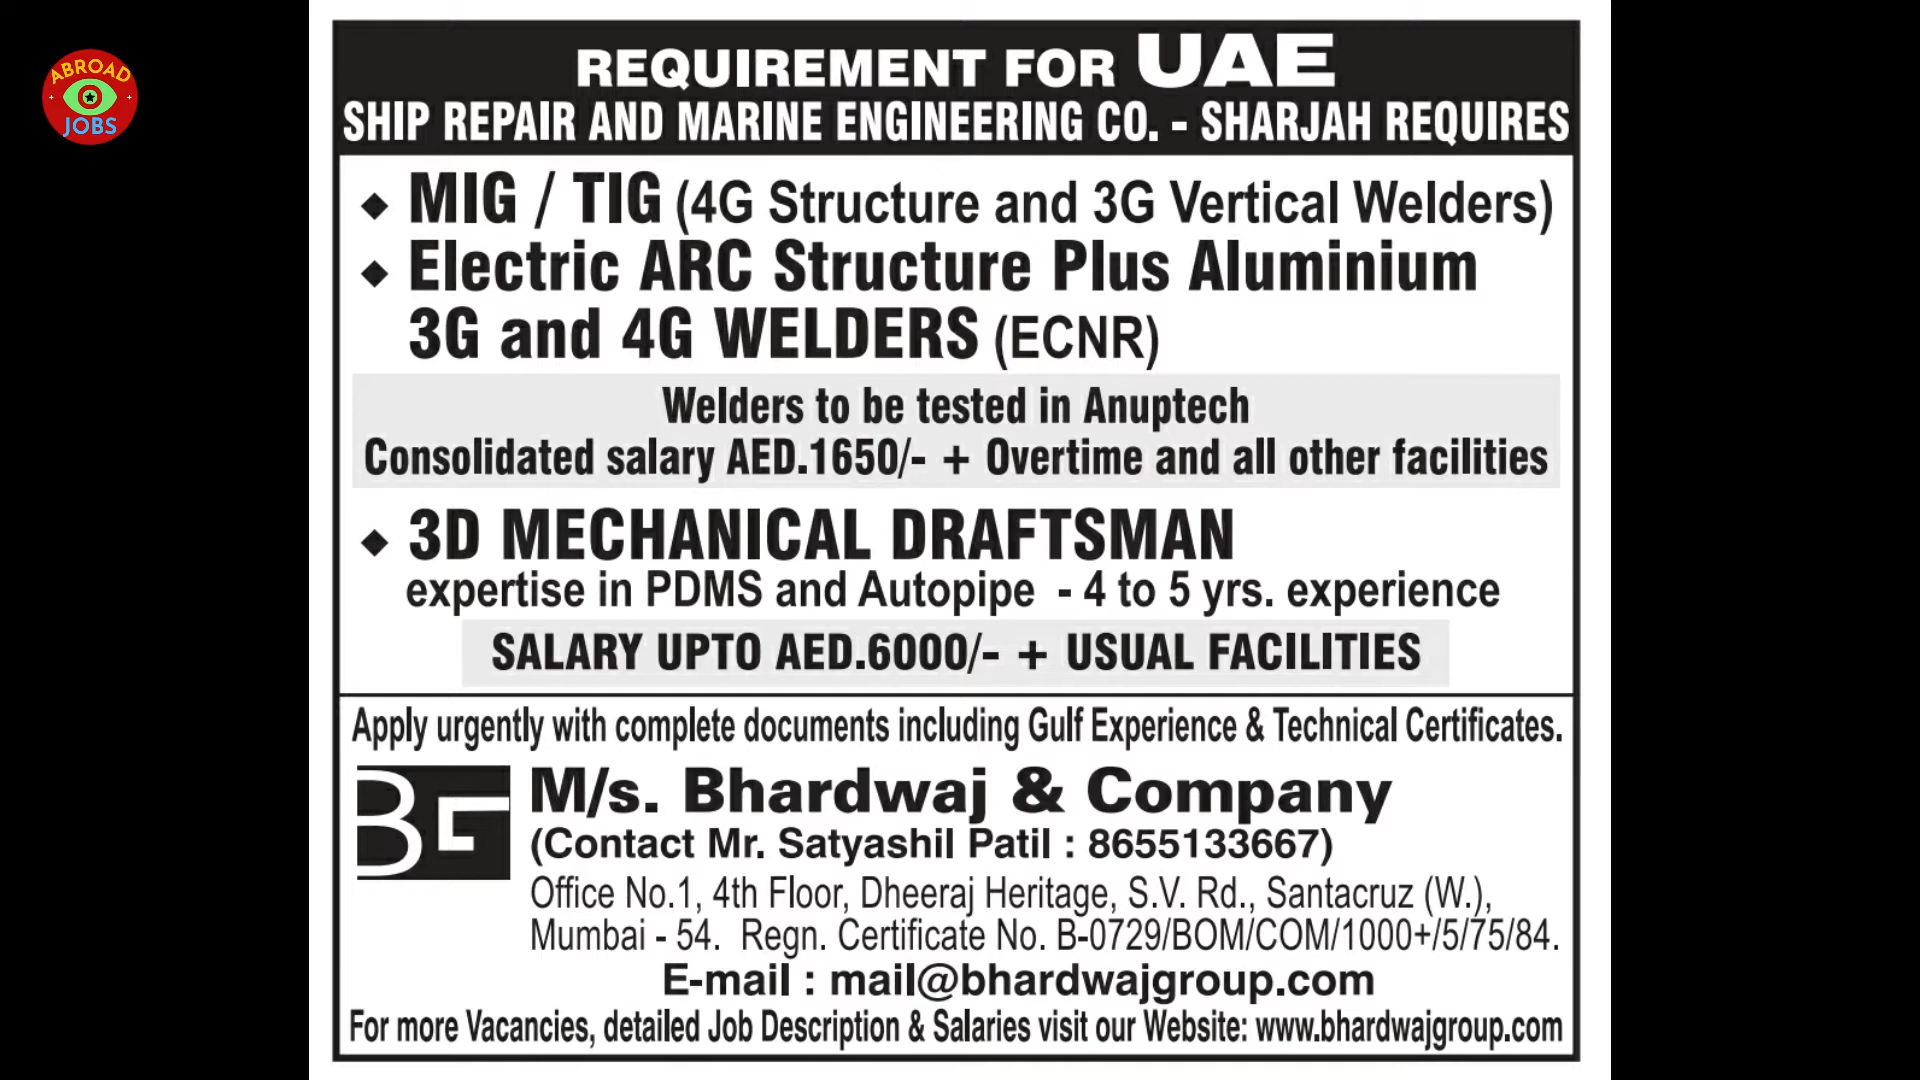 ABROAD
JOBS
REQUIREMENT FOR UAE
SHIP REPAIR AND MARINE ENGINEERING CO. - SHARJAH REQUIRES
◆ MIG / TIG (4G Structure and 3G Vertical Welders)
◆ Electric ARC Structure Plus Aluminium
3G and 4G WELDERS (ECNR)
Welders to be tested in Anuptech
Consolidated salary AED.1650/- + Overtime and all other facilities
◆ 3D MECHANICAL DRAFTSMAN
expertise in PDMS and Autopipe - 4 to 5 yrs. experience
SALARY UPTO AED.6000/- + USUAL FACILITIES
Apply urgently with complete documents including Gulf Experience & Technical Certificates.
BG
M/s. Bhardwaj & Company
(Contact Mr. Satyashil Patil : 8655133667)
Office No.1, 4th Floor, Dheeraj Heritage, S.V. Rd., Santacruz (W.),
Mumbai - 54. Regn. Certificate No. B-0729/BOM/COM/1000+/5/75/84.
E-mail : mail@bhardwajgroup.com
For more Vacancies, detailed Job Description & Salaries visit our Website: www.bhardwajgroup.com